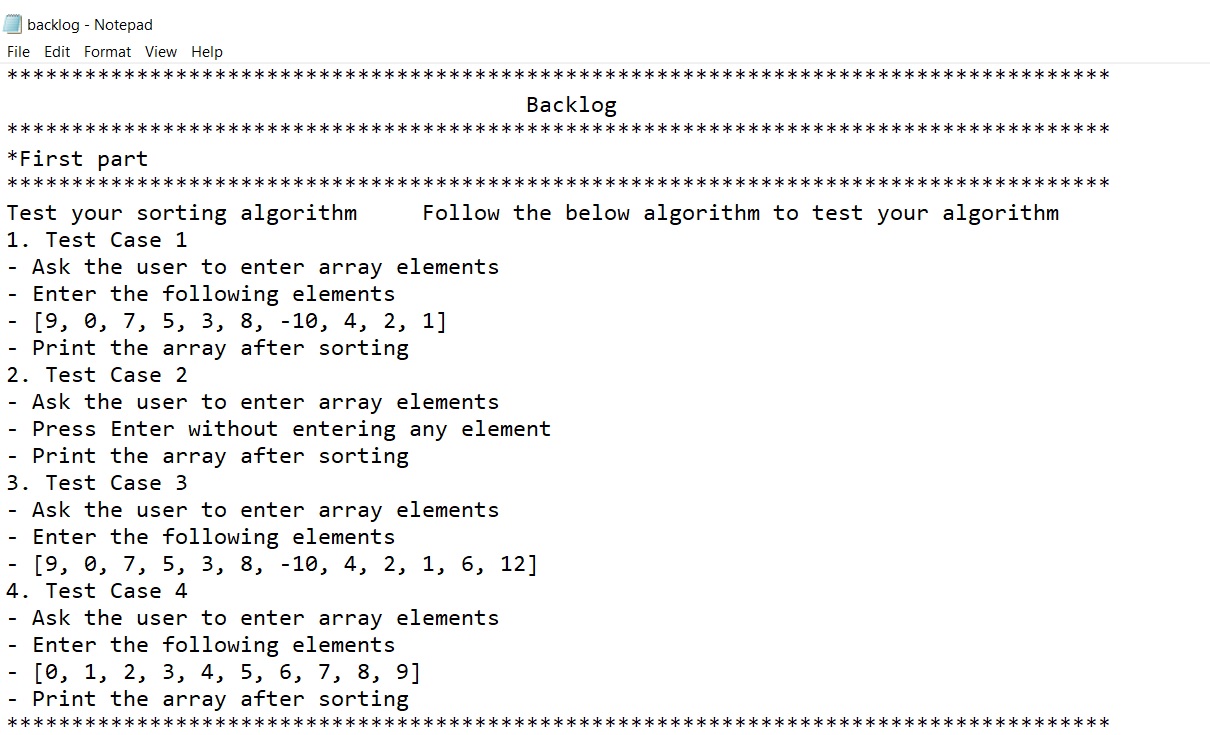 backlog - Notepad
File Edit Format View Help
*************************************************************************************
Backlog
*************************************************************************************
*First part
*************************************************************************************
Test your sorting algorithm     Follow the below algorithm to test your algorithm
1. Test Case 1
- Ask the user to enter array elements
- Enter the following elements
- [9, 0, 7, 5, 3, 8, -10, 4, 2, 1]
- Print the array after sorting
2. Test Case 2
- Ask the user to enter array elements
- Press Enter without entering any element
- Print the array after sorting
3. Test Case 3
- Ask the user to enter array elements
- Enter the following elements
- [9, 0, 7, 5, 3, 8, -10, 4, 2, 1, 6, 12]
4. Test Case 4
- Ask the user to enter array elements
- Enter the following elements
- [0, 1, 2, 3, 4, 5, 6, 7, 8, 9]
- Print the array after sorting
*************************************************************************************